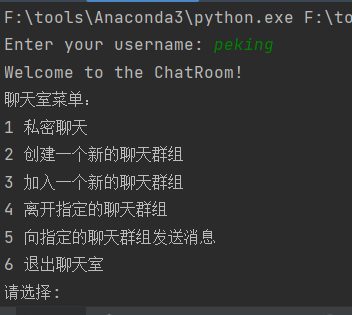 F:\tools\Anaconda3\python.exe F:\to
Enter your username: peking
Welcome to the ChatRoom!
聊天室菜单：
1 私密聊天
2 创建一个新的聊天群组
3 加入一个新的聊天群组
4 离开指定的聊天群组
5 向指定的聊天群组发送消息
6 退出聊天室
请选择: